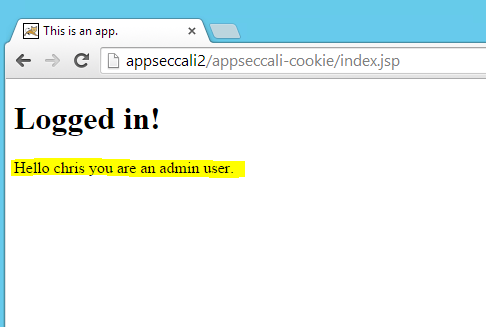 This is an app.
appseccali2/appseccali-cookie/index.jsp
Logged in!
Hello chris you are an admin user.